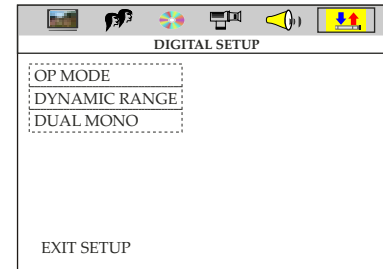 DIGITAL SETUP
OP MODE
DYNAMIC RANGE
DUAL MONO
EXIT SETUP